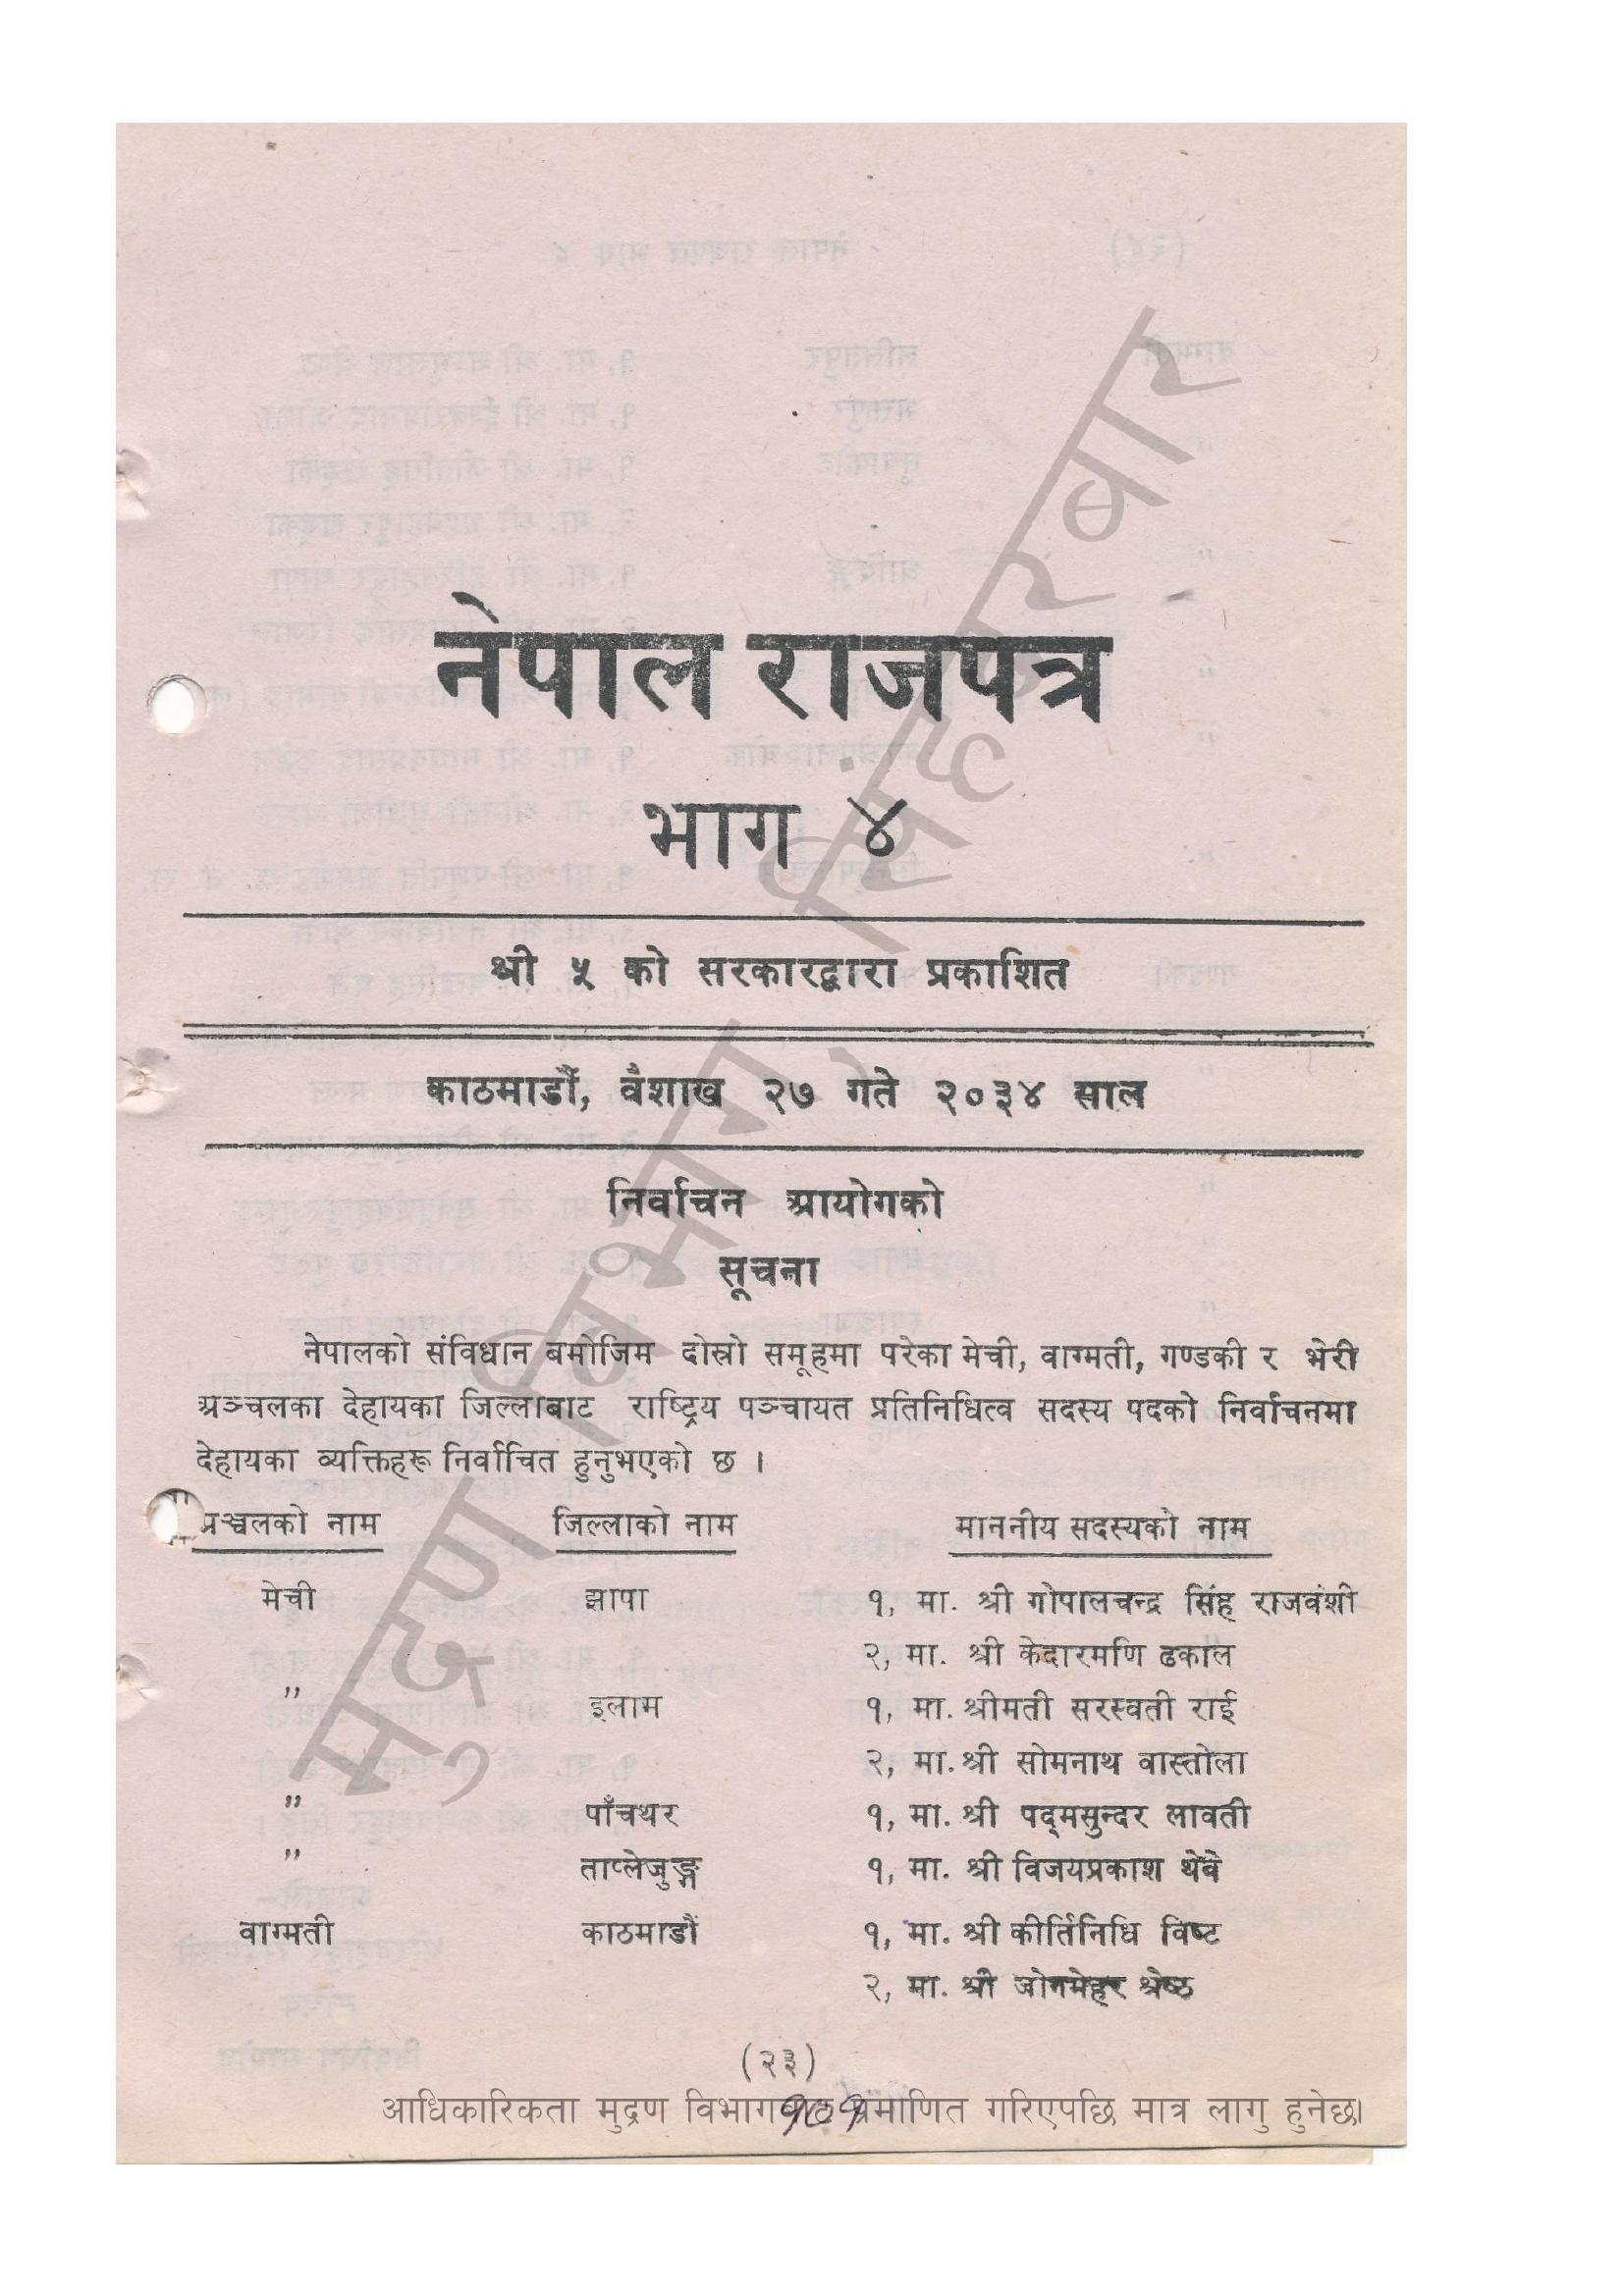 नेपाल राजपत्र
भाग ४
श्री ५ को सरकारद्वारा प्रकाशित
काठमाडौं, वैशाख २७ गते २०३४ साल
निर्वाचन आयोगको
सूचना
नेपालको संविधान बमोजिम दोस्रो समूहमा परेका मेची, वाग्मती, गण्डकी र भेरी
अञ्चलका देहायका जिल्लाबाट राष्ट्रिय पञ्चायत प्रतिनिधित्व सदस्य पदको निर्वाचनमा
देहायका व्यक्तिहरू निर्वाचित हुनुभएको छ ।
अञ्चलको नाम जिल्लाको नाम माननीय सदस्यको नाम
मेची झापा १, मा. श्री गोपालचन्द्र सिंह राजवंशी
२, मा. श्री केदारमणि ढकाल
" इलाम १, मा. श्रीमती सरस्वती राई
२, मा. श्री सोमनाथ वास्तोला
" पाँचथर १, मा. श्री पद्मसुन्दर लावती
" ताप्लेजुङ्ग १, मा. श्री विजयप्रकाश थेबे
वाग्मती काठमाडौं १, मा. श्री कीर्तिनिधि विष्ट
२, मा. श्री जोगमेहर श्रेष्ठ
(२३)
आधिकारिकता मुद्रण विभागबाट प्रमाणित गरिएपछि मात्र लागु हुनेछ।
मुद्रण विभाग, सिंहदरबार